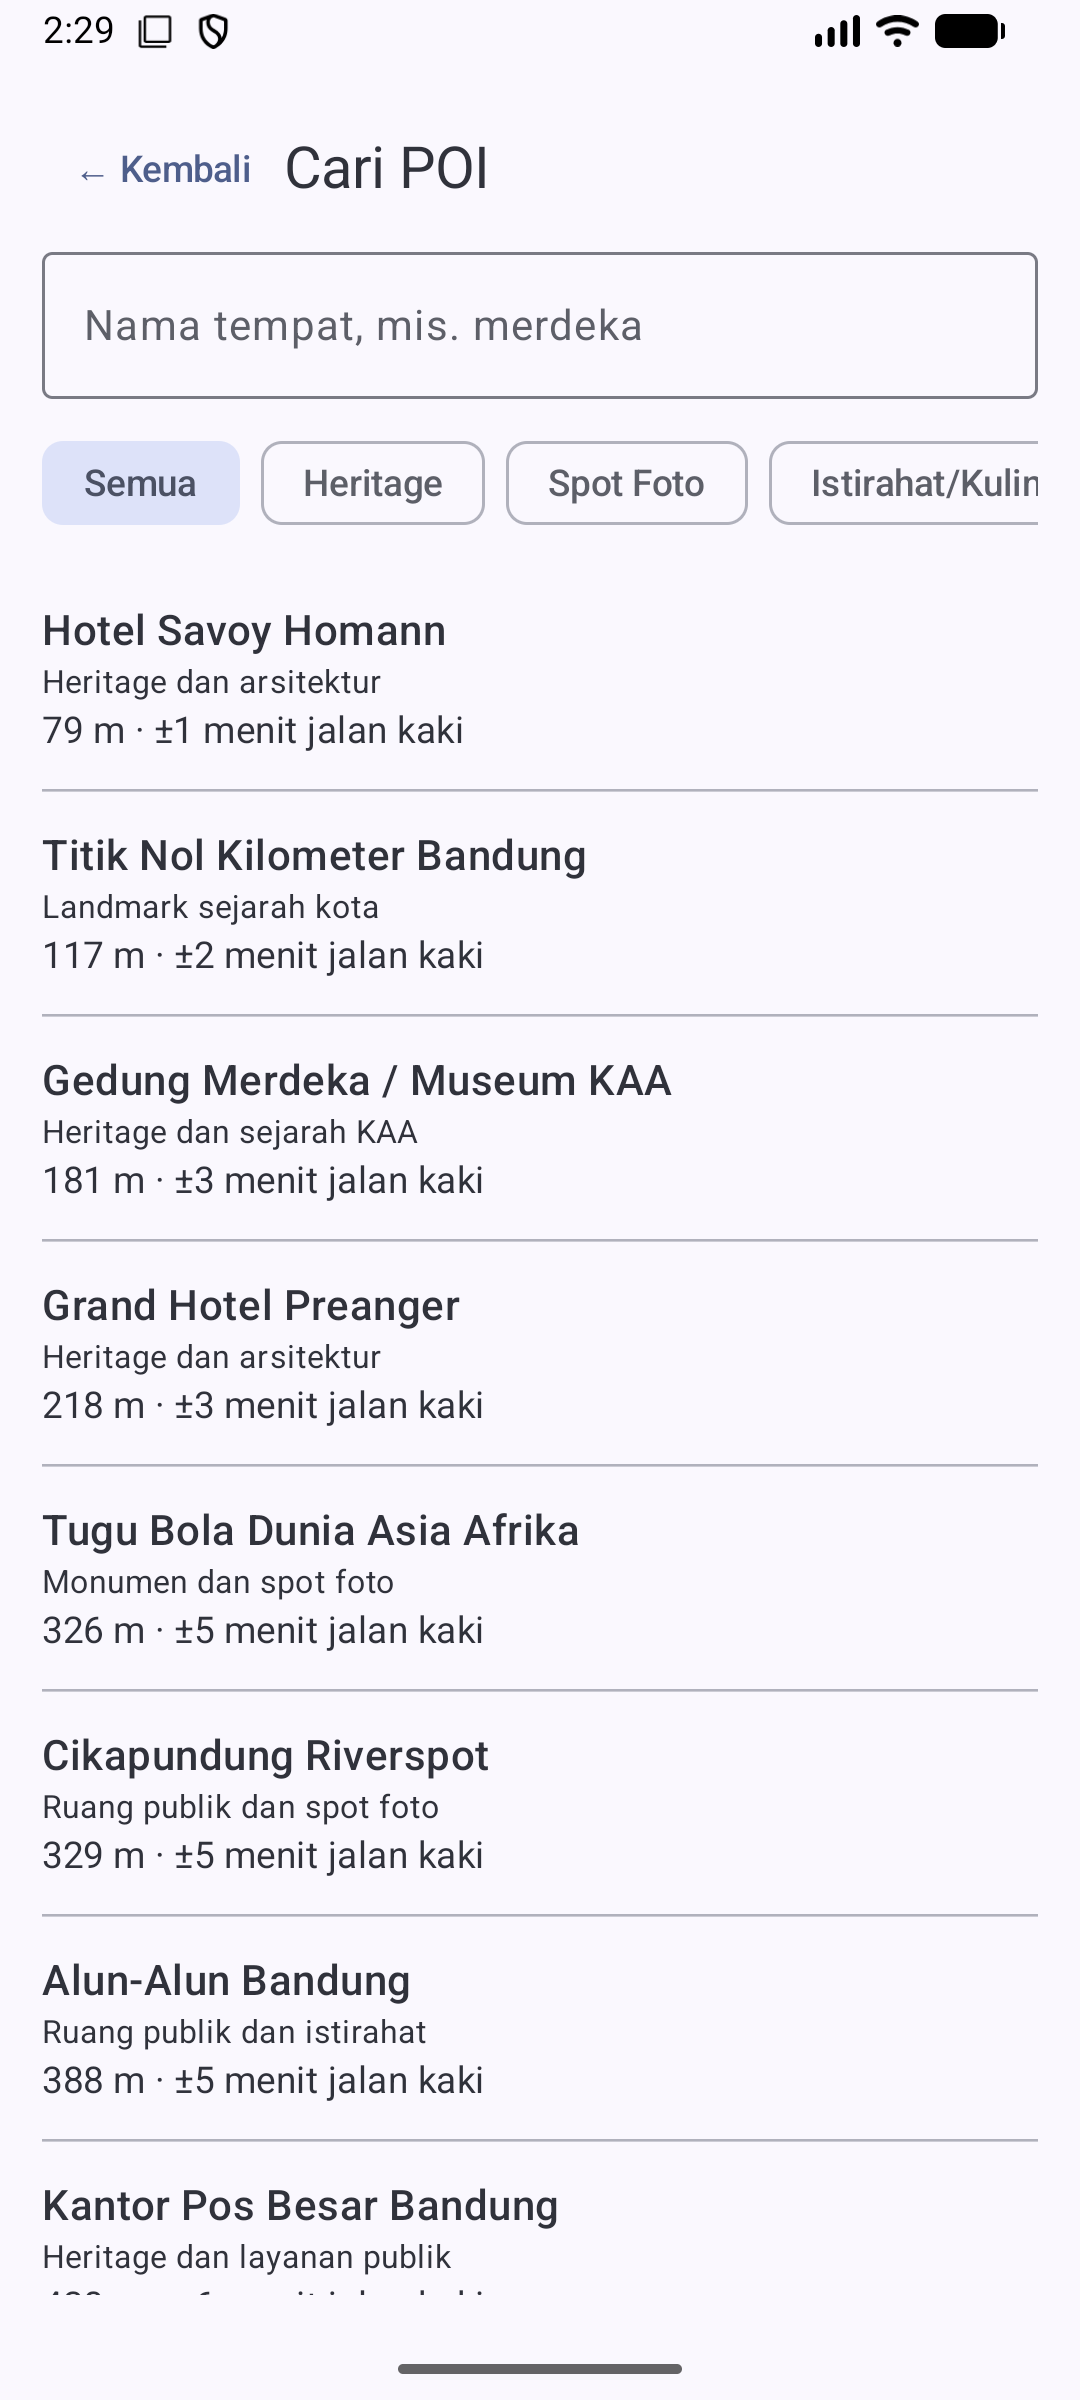 2:29
← Kembali Cari POI
Nama tempat, mis. merdeka
Semua Heritage Spot Foto Istirahat/Kulin
Hotel Savoy Homann
Heritage dan arsitektur
79 m · ±1 menit jalan kaki
Titik Nol Kilometer Bandung
Landmark sejarah kota
117 m · ±2 menit jalan kaki
Gedung Merdeka / Museum KAA
Heritage dan sejarah KAA
181 m · ±3 menit jalan kaki
Grand Hotel Preanger
Heritage dan arsitektur
218 m · ±3 menit jalan kaki
Tugu Bola Dunia Asia Afrika
Monumen dan spot foto
326 m · ±5 menit jalan kaki
Cikapundung Riverspot
Ruang publik dan spot foto
329 m · ±5 menit jalan kaki
Alun-Alun Bandung
Ruang publik dan istirahat
388 m · ±5 menit jalan kaki
Kantor Pos Besar Bandung
Heritage dan layanan publik